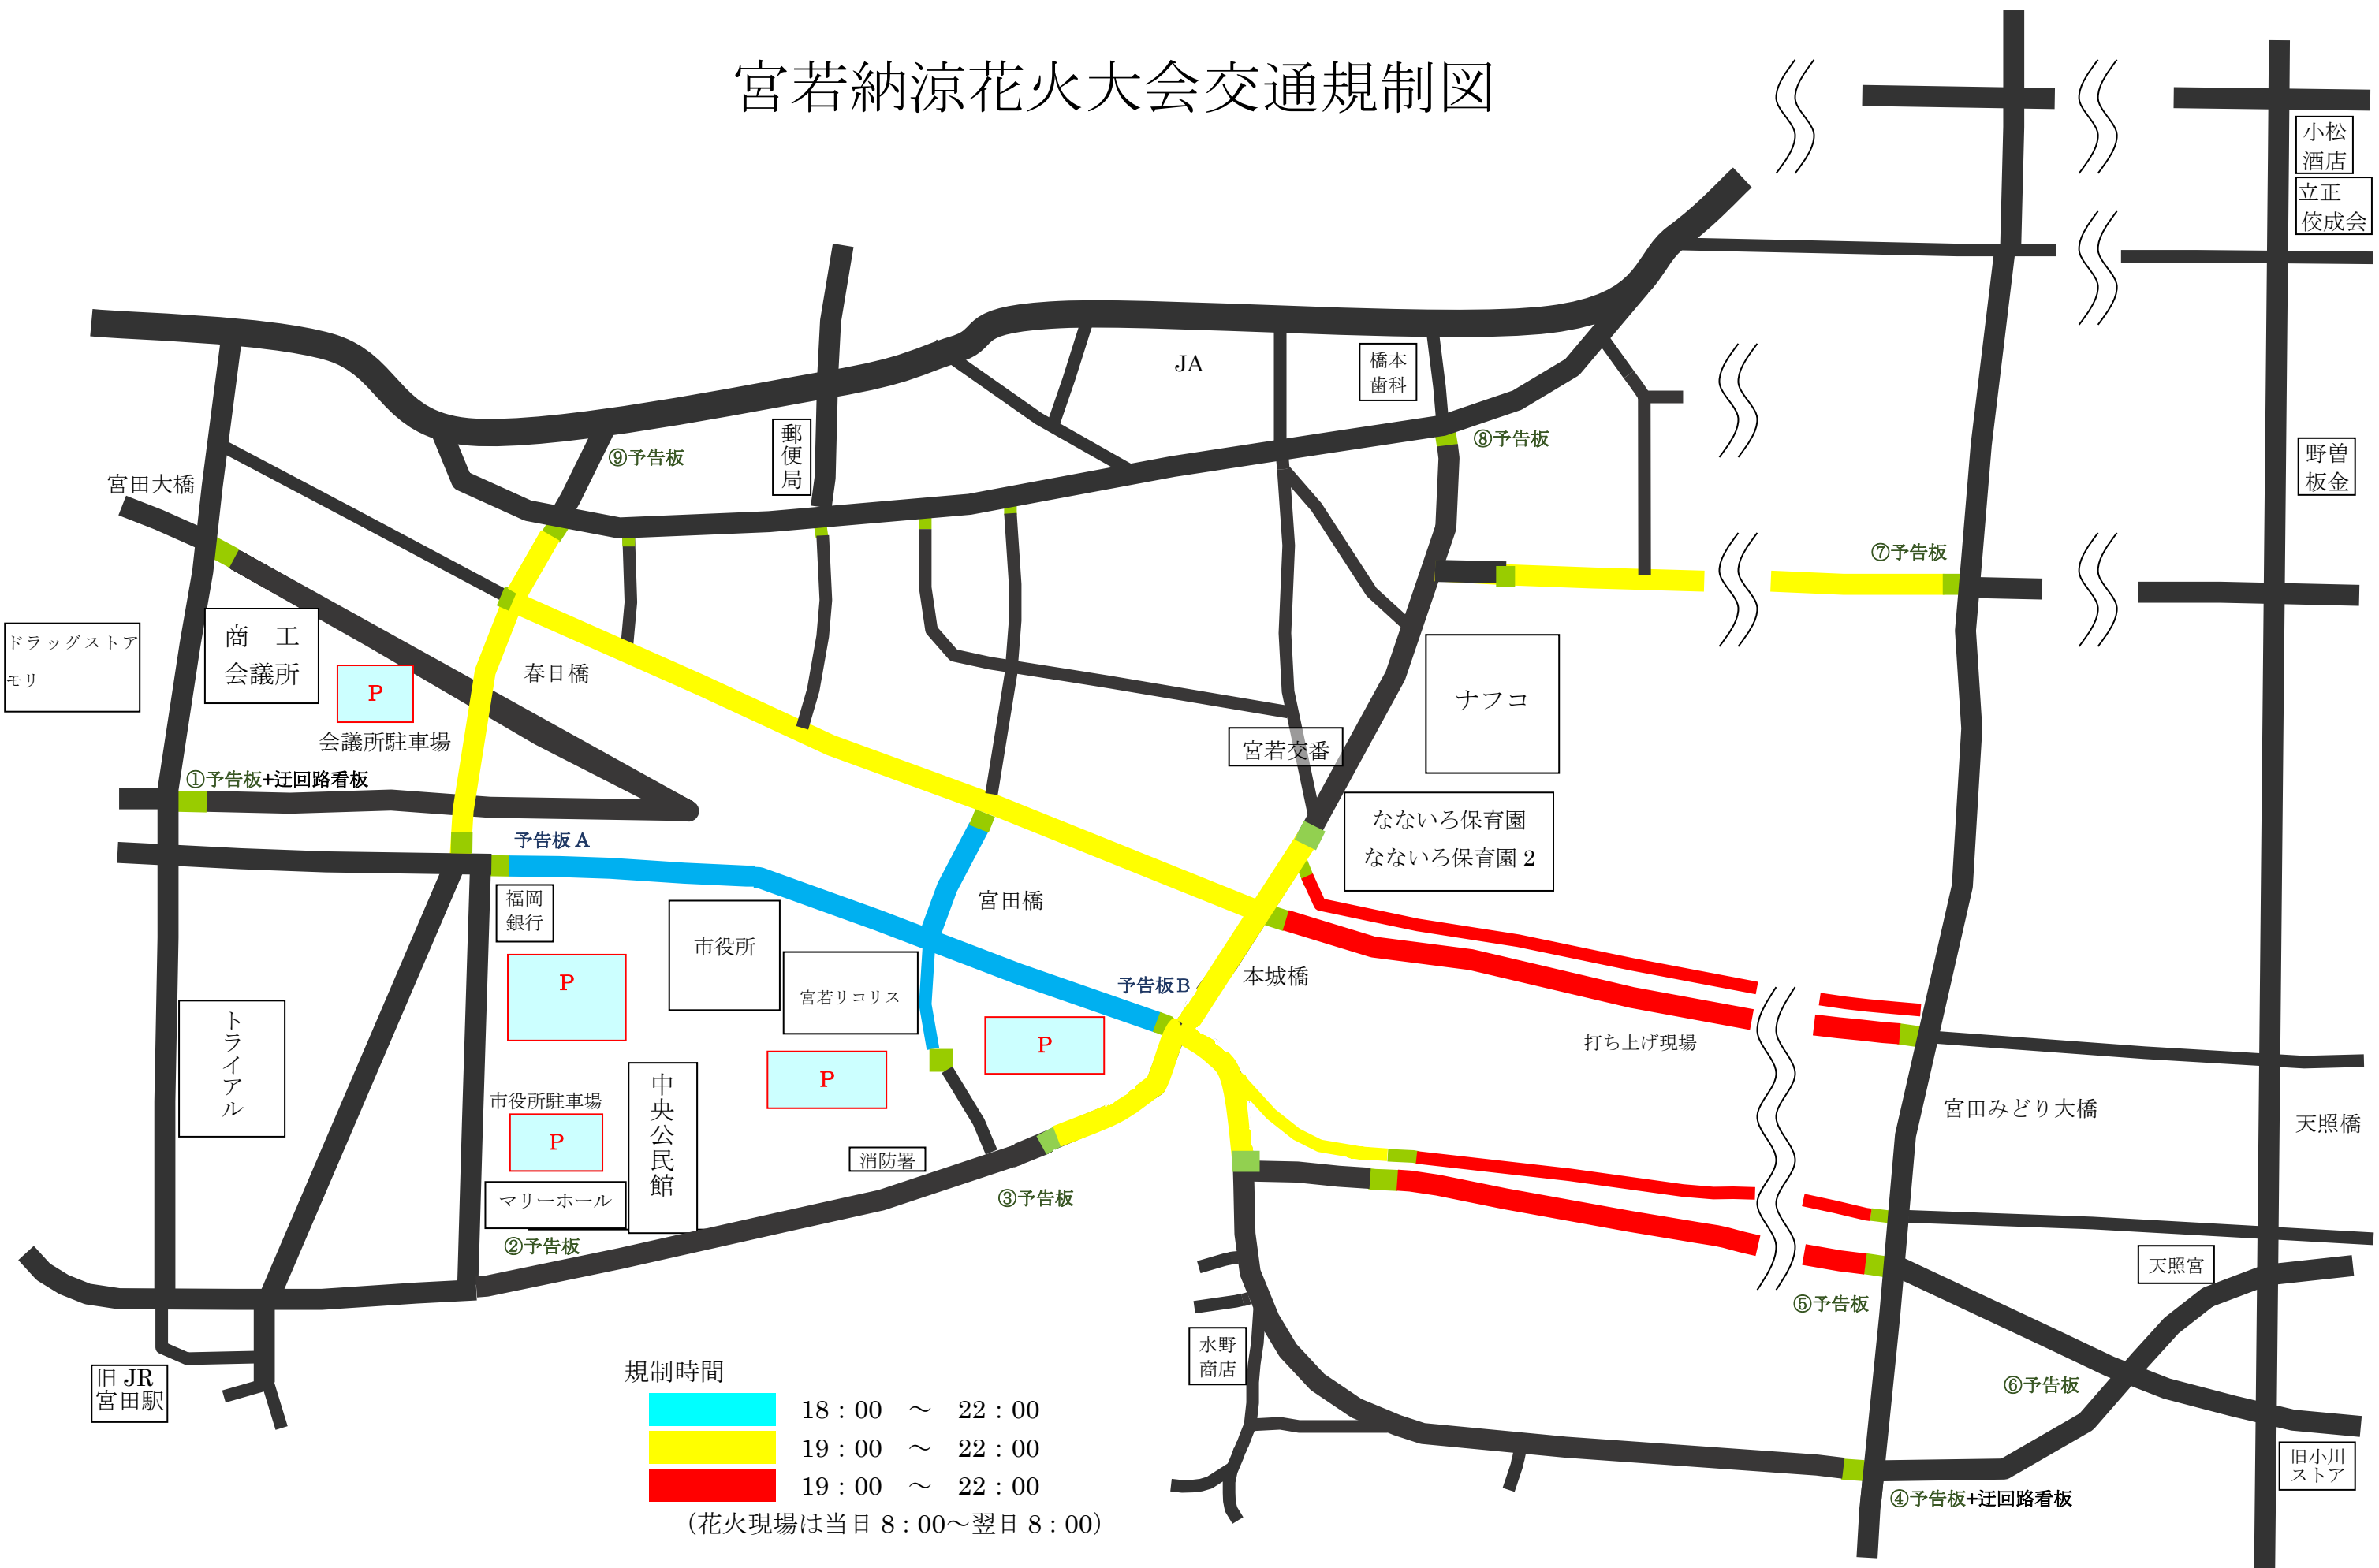 宮若納涼花火大会交通規制図
小松
酒店
立正
佼成会
橋本
歯科
JA
郵便局
⑨予告板
⑧予告板
野曽
板金
宮田大橋
⑦予告板
ドラッグストア
モリ
商　工
会議所
P
会議所駐車場
春日橋
ナフコ
宮若交番
①予告板+迂回路看板
予告板A
なないろ保育園
なないろ保育園2
福岡
銀行
宮田橋
市役所
P
宮若リコリス
予告板B
本城橋
トライアル
P
P
打ち上げ現場
中央公民館
市役所駐車場
P
宮田みどり大橋
天照橋
消防署
マリーホール
③予告板
②予告板
天照宮
⑤予告板
水野
商店
旧JR
宮田駅
⑥予告板
旧小川
ストア
④予告板+迂回路看板
規制時間
18：00　～　22：00
19：00　～　22：00
19：00　～　22：00
（花火現場は当日8：00～翌日8：00）